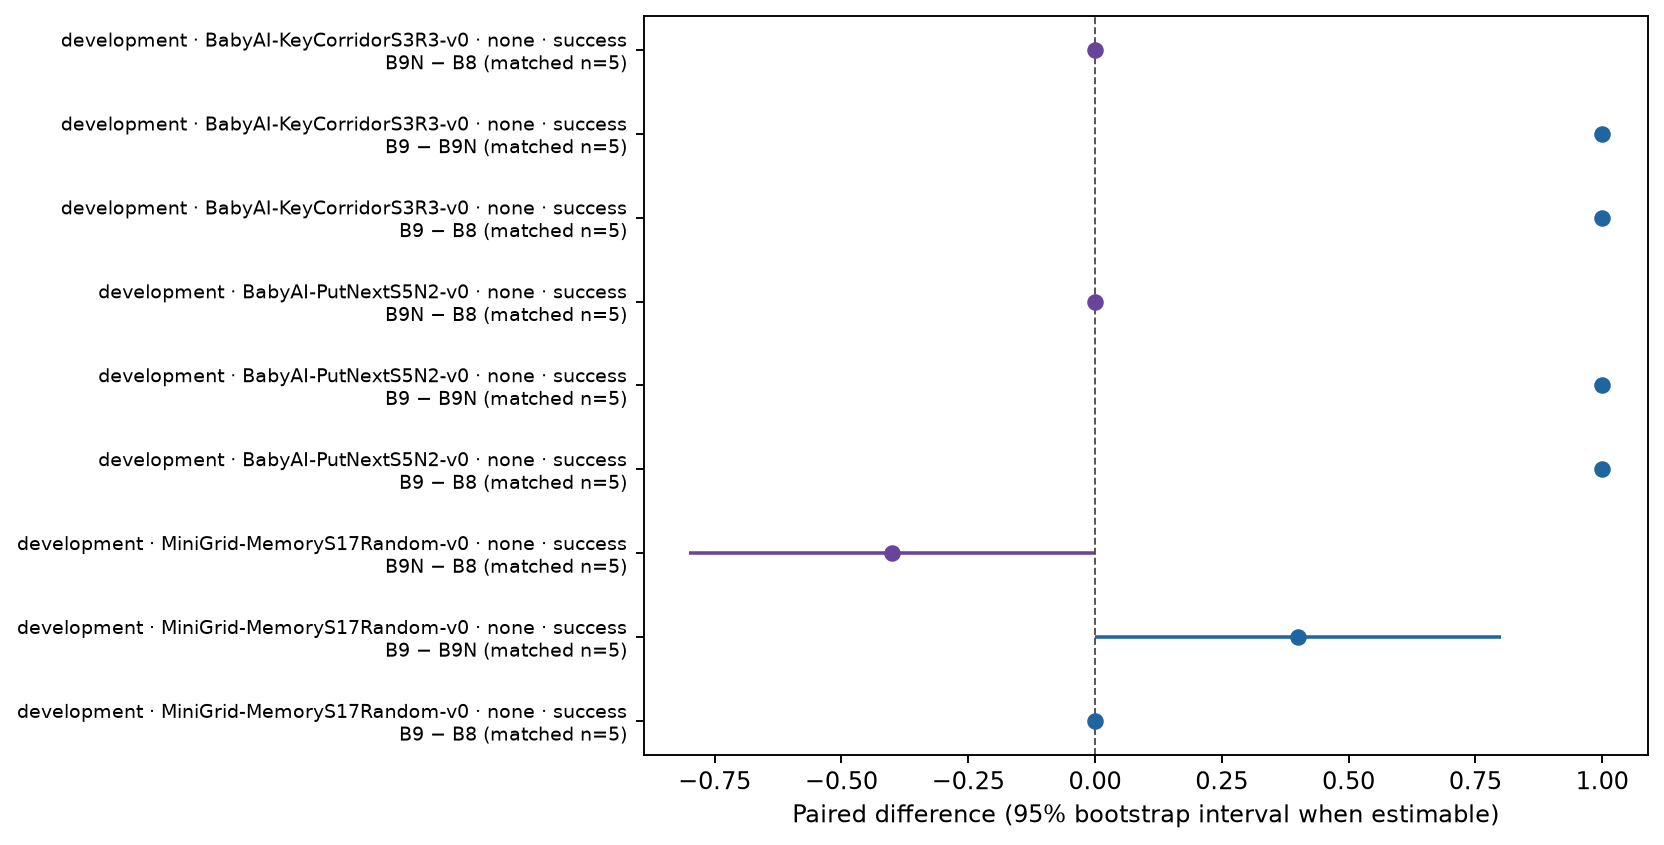 development · BabyAI-KeyCorridorS3R3-v0 · none · success
B9N − B8 (matched n=5)
development · BabyAI-KeyCorridorS3R3-v0 · none · success
B9 − B9N (matched n=5)
development · BabyAI-KeyCorridorS3R3-v0 · none · success
B9 − B8 (matched n=5)
development · BabyAI-PutNextS5N2-v0 · none · success
B9N − B8 (matched n=5)
development · BabyAI-PutNextS5N2-v0 · none · success
B9 − B9N (matched n=5)
development · BabyAI-PutNextS5N2-v0 · none · success
B9 − B8 (matched n=5)
development · MiniGrid-MemoryS17Random-v0 · none · success
B9N − B8 (matched n=5)
development · MiniGrid-MemoryS17Random-v0 · none · success
B9 − B9N (matched n=5)
development · MiniGrid-MemoryS17Random-v0 · none · success
B9 − B8 (matched n=5)
−0.75 −0.50 −0.25 0.00 0.25 0.50 0.75 1.00
Paired difference (95% bootstrap interval when estimable)